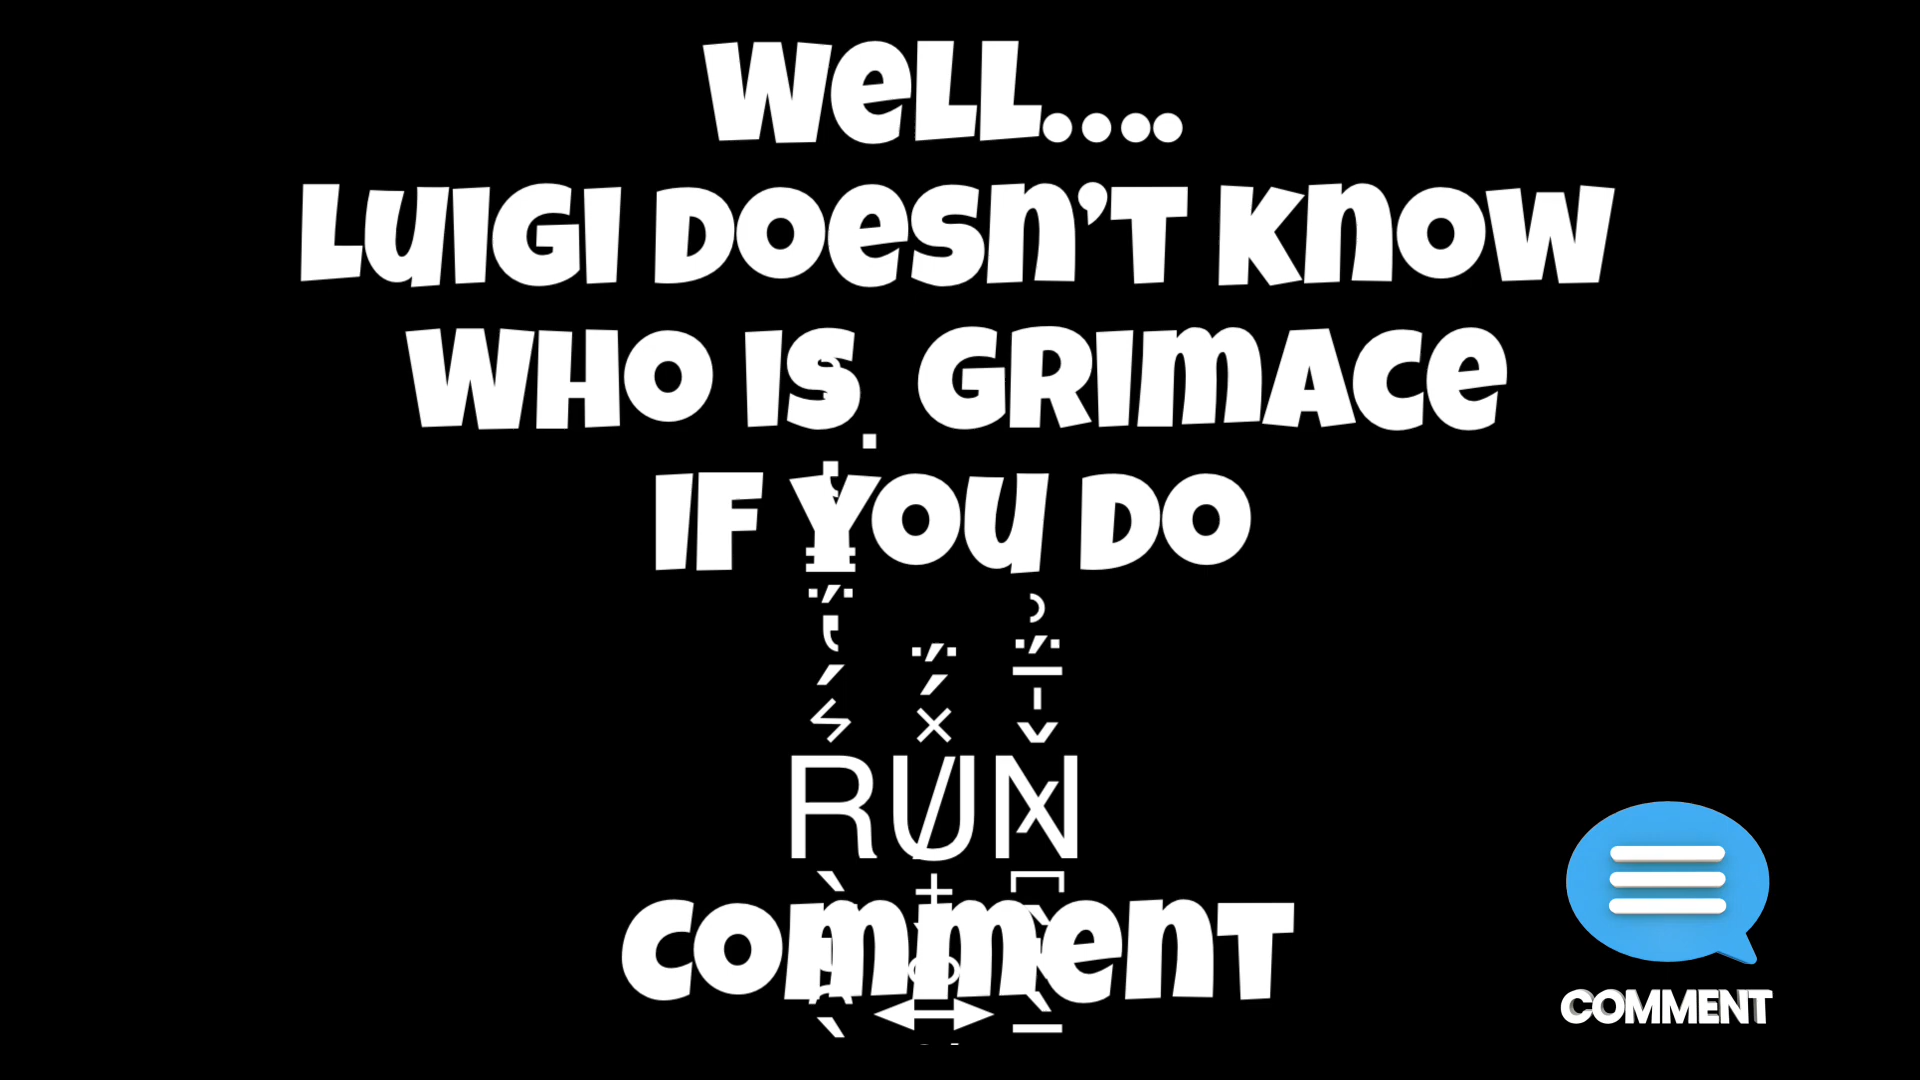 Well....
Luigi doesn't know
who is Grimace
if you do
RUN
comment
COMMENT